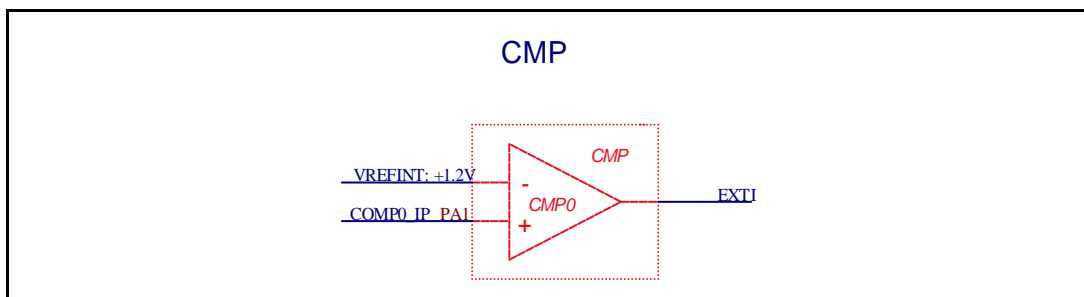 CMP
CMP
VREFINT: +1.2V
-
CMP0
EXTI
COMP0_IP PA1
+